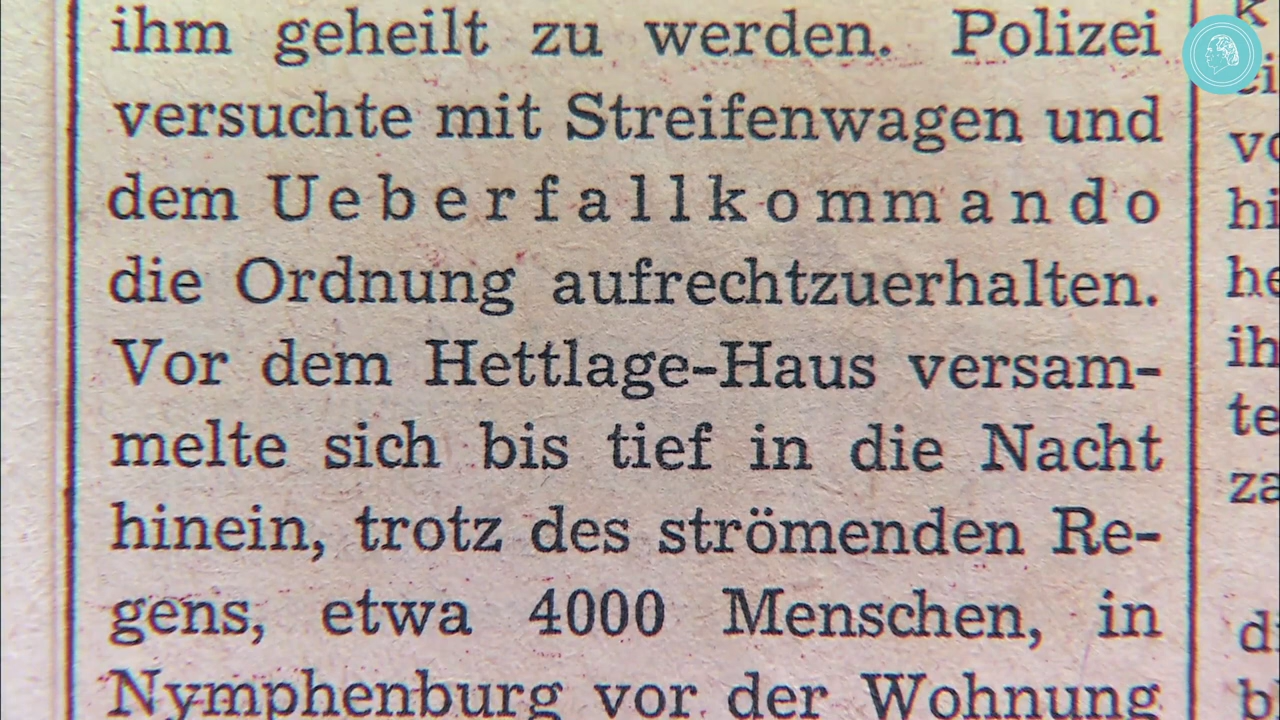 ihm geheilt zu werden. Polizei
versuchte mit Streifenwagen und
dem Ueberfallkommando
die Ordnung aufrechtzuerhalten.
Vor dem Hettlage-Haus versam-
melte sich bis tief in die Nacht
hinein, trotz des strömenden Re-
gens, etwa 4000 Menschen, in
Nymphenburg vor der Wohnung